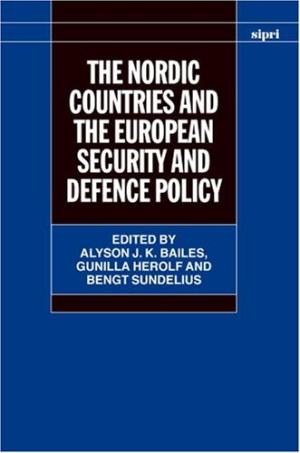 sipri
THE NORDIC
COUNTRIES AND
THE EUROPEAN
SECURITY AND
DEFENCE POLICY
EDITED BY
ALYSON J. K. BAILES,
GUNILLA HEROLF AND
BENGT SUNDELIUS